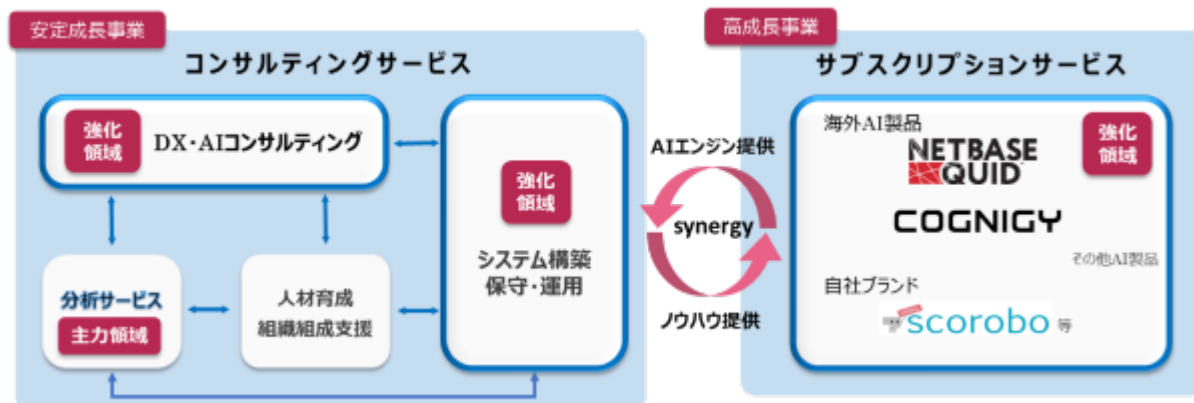 安定成長事業
コンサルティングサービス
強化
領域
DX・AIコンサルティング
強化
領域
システム構築
保守・運用
分析サービス
主力領域
人材育成
組織組成支援
AIエンジン提供
synergy
ノウハウ提供
高成長事業
サブスクリプションサービス
海外AI製品
強化
領域
NETBASE
QUID
COGNIGY
その他AI製品
自社ブランド
scorobo 等